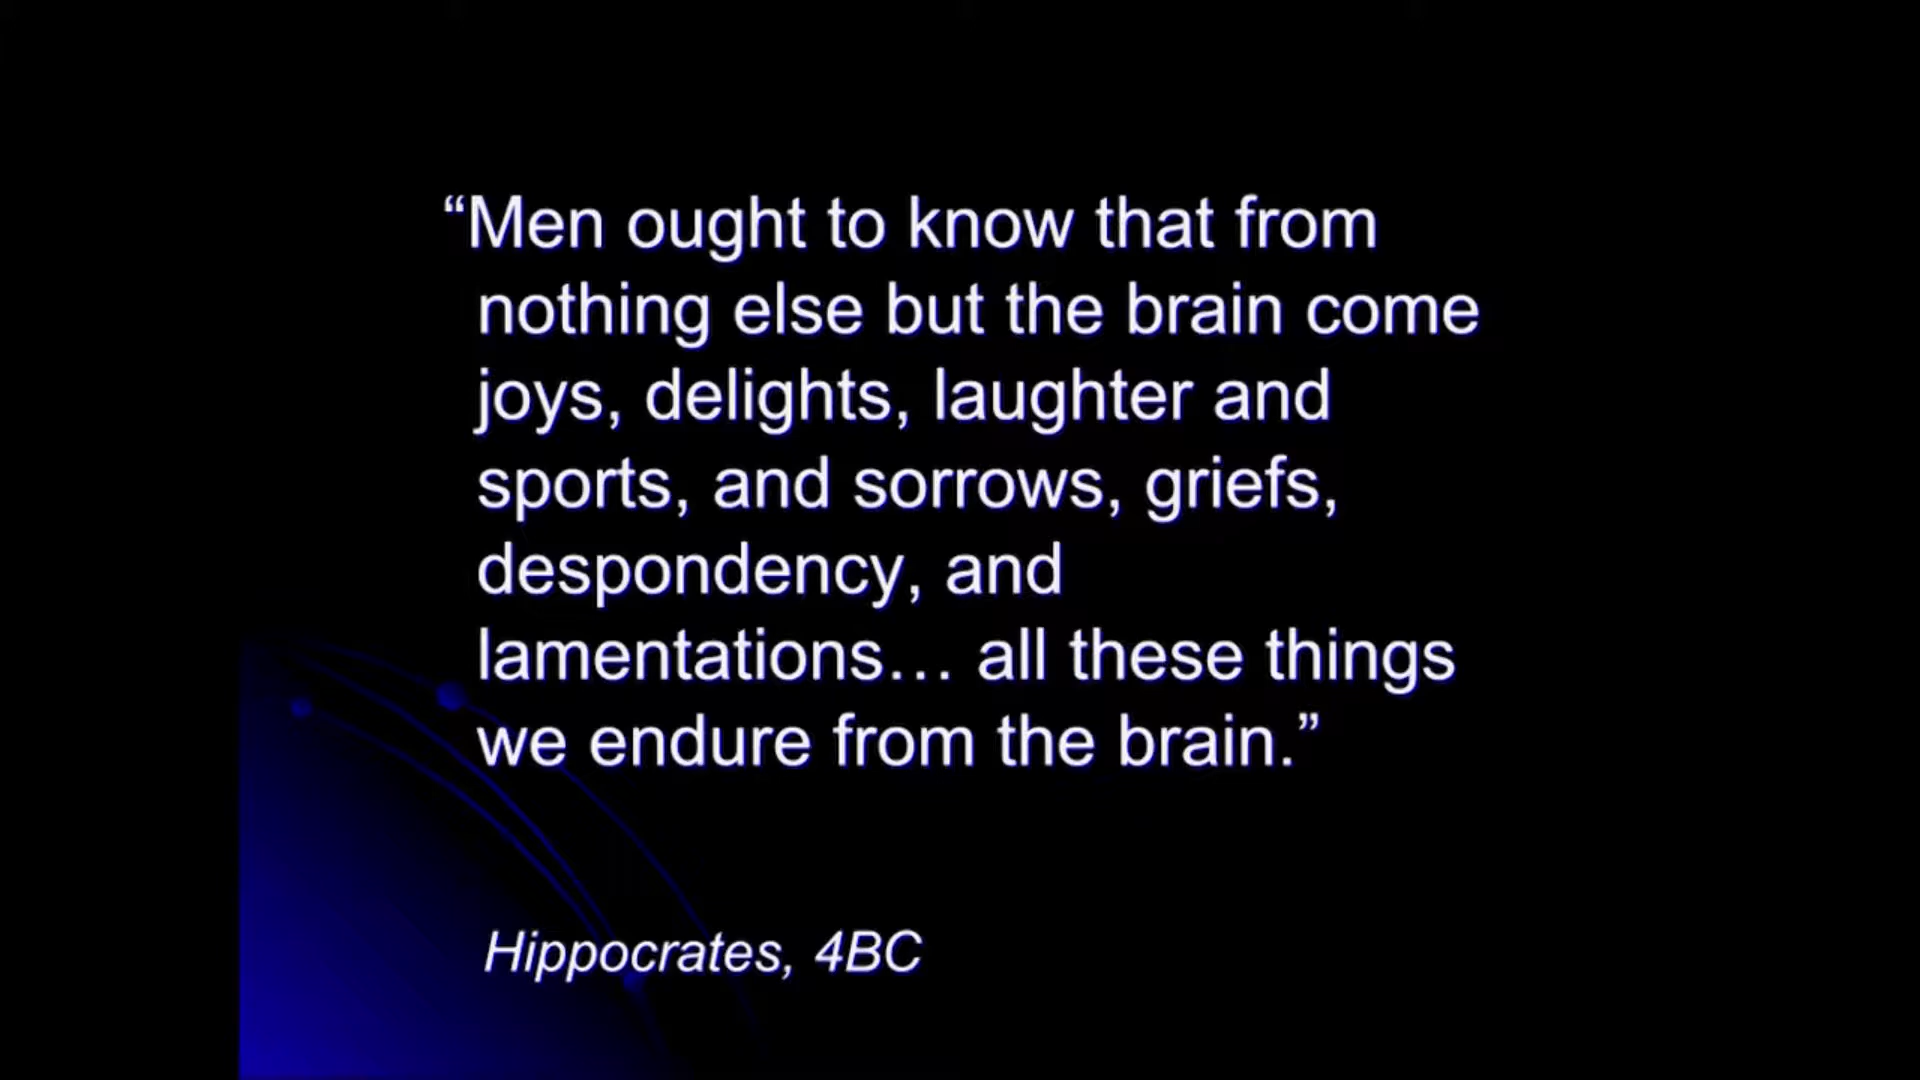 “Men ought to know that from
nothing else but the brain come
joys, delights, laughter and
sports, and sorrows, griefs,
despondency, and
lamentations… all these things
we endure from the brain.”
Hippocrates, 4BC